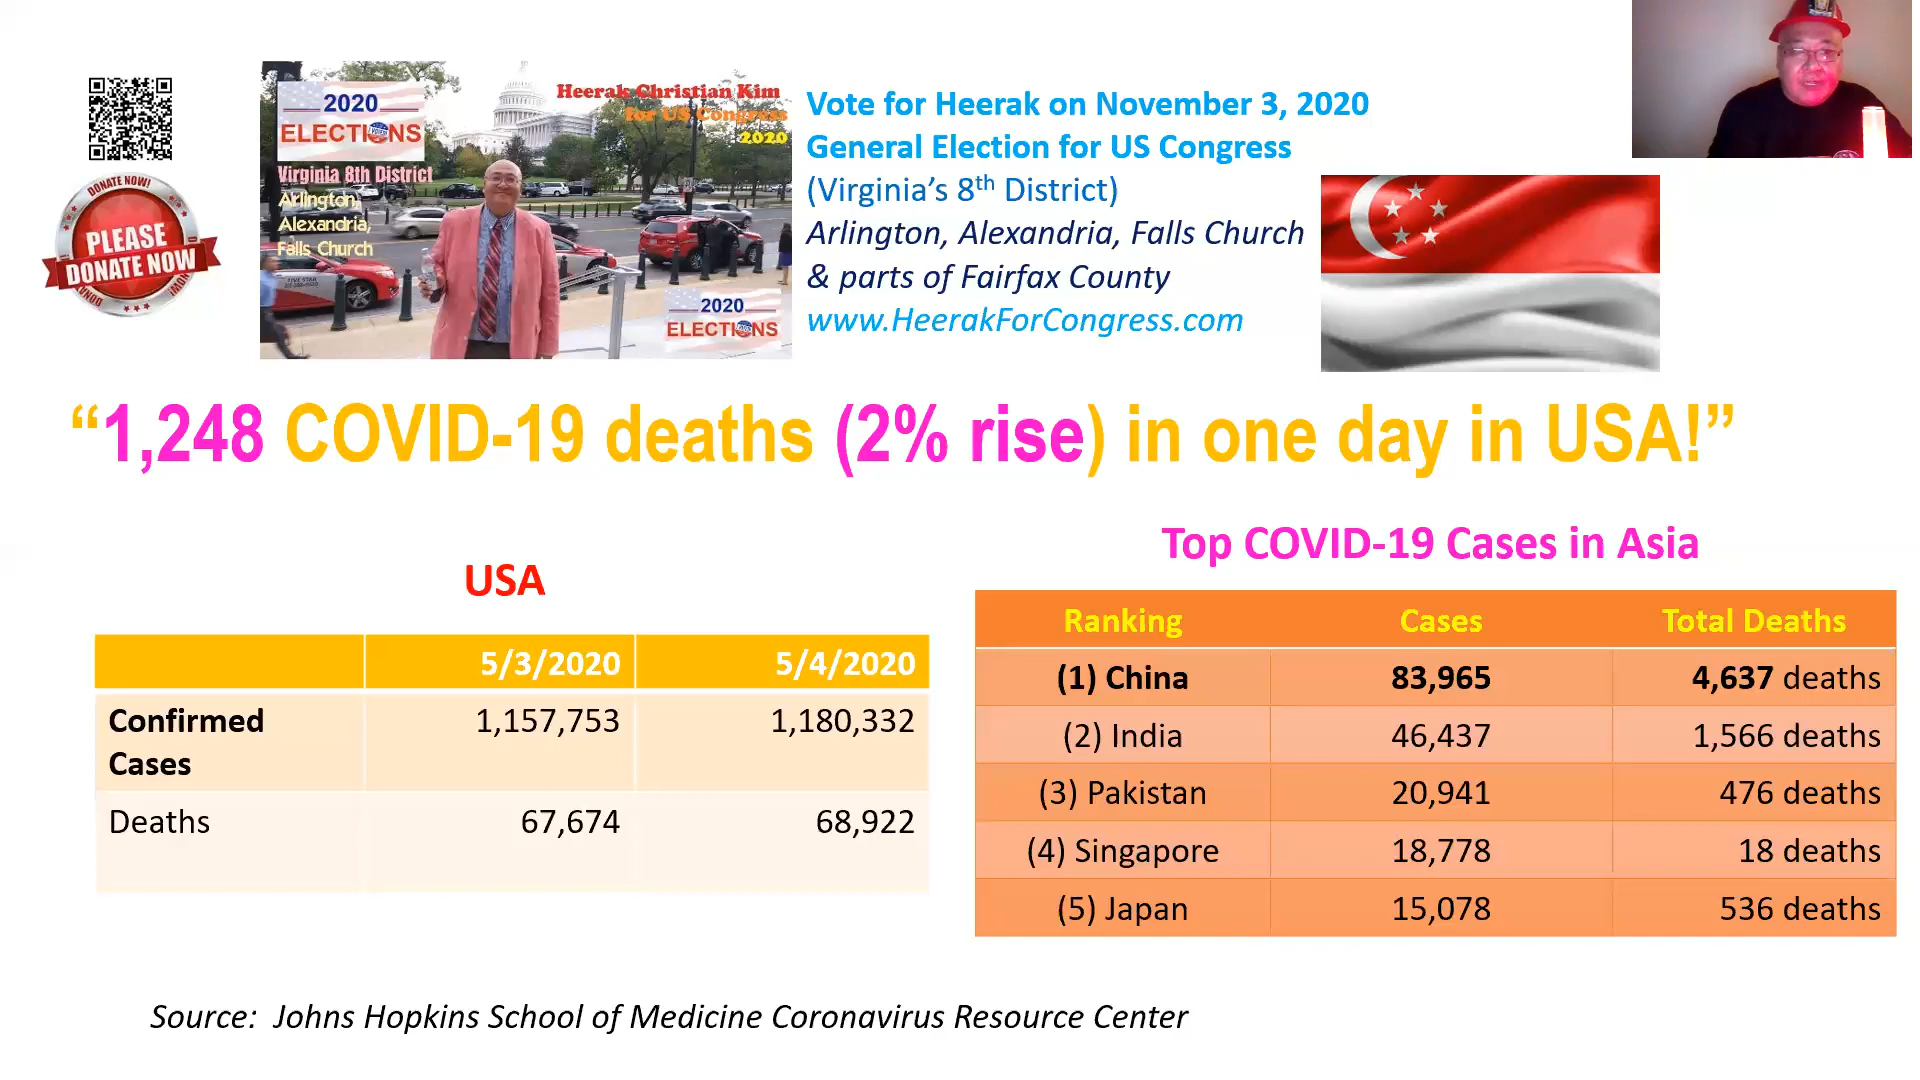 DONATE NOW!
PLEASE
DONATE NOW
2020
ELECTIONS
Virginia 8th District
Arlington,
Alexandria,
Falls Church
Heerak Christian Kim
for US Congress
2020
2020
ELECTIONS
Vote for Heerak on November 3, 2020
General Election for US Congress
(Virginia’s 8th District)
Arlington, Alexandria, Falls Church
& parts of Fairfax County
www.HeerakForCongress.com
“1,248 COVID-19 deaths (2% rise) in one day in USA!”
USA
5/3/2020 5/4/2020
Confirmed Cases 1,157,753 1,180,332
Deaths 67,674 68,922
Top COVID-19 Cases in Asia
Ranking Cases Total Deaths
(1) China 83,965 4,637 deaths
(2) India 46,437 1,566 deaths
(3) Pakistan 20,941 476 deaths
(4) Singapore 18,778 18 deaths
(5) Japan 15,078 536 deaths
Source: Johns Hopkins School of Medicine Coronavirus Resource Center